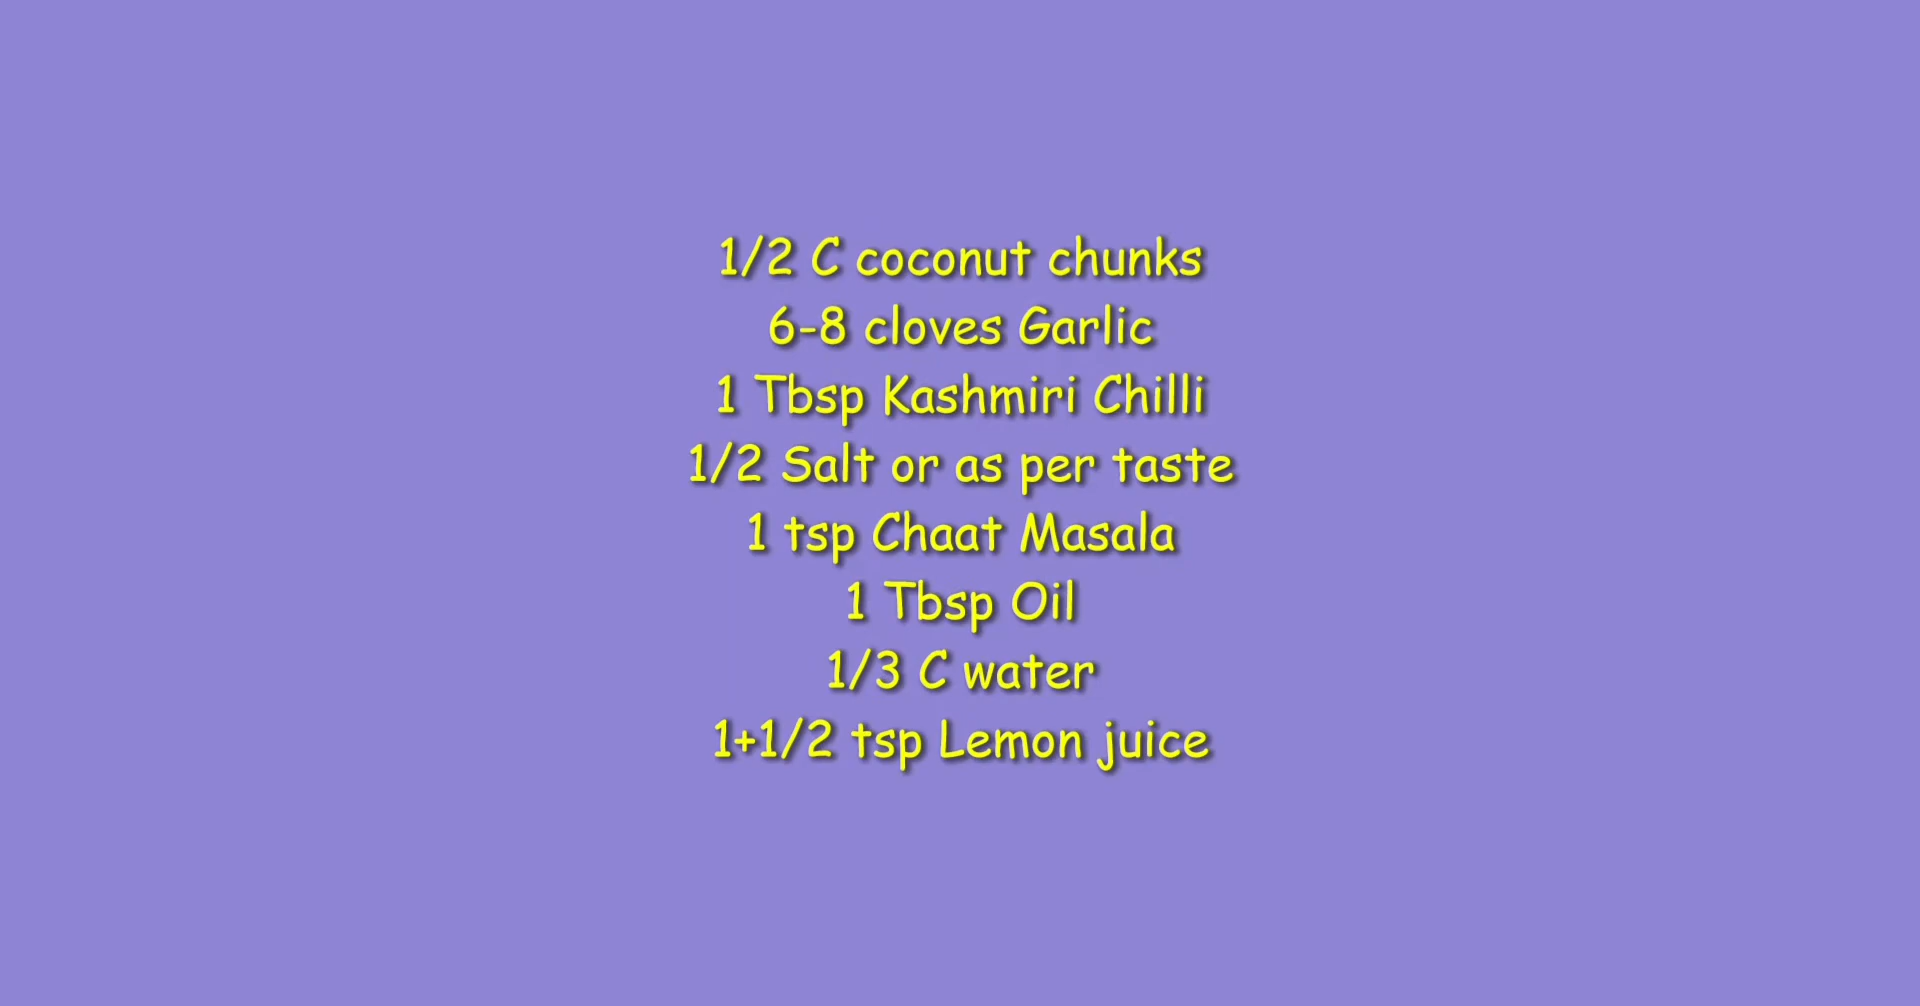 1/2 C coconut chunks
6-8 cloves Garlic
1 Tbsp Kashmiri Chilli
1/2 Salt or as per taste
1 tsp Chaat Masala
1 Tbsp Oil
1/3 C water
1+1/2 tsp Lemon juice